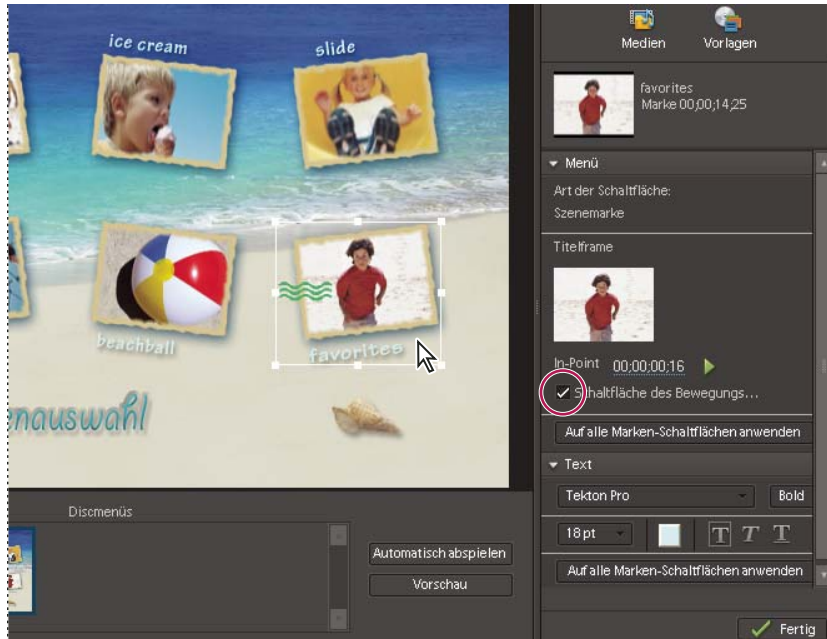 ice cream
slide
beachball
favorites
nauswahl
Discmenüs
Automatisch abspielen
Vorschau
Medien
Vorlagen
favorites
Marke 00;00;14;25
Menü
Art der Schaltfläche:
Szenemarke
Titelframe
In-Point 00;00;00;16
Schaltfläche des Bewegungs...
Auf alle Marken-Schaltflächen anwenden
Text
Tekton Pro
Bold
18 pt
T T T
Auf alle Marken-Schaltflächen anwenden
Fertig